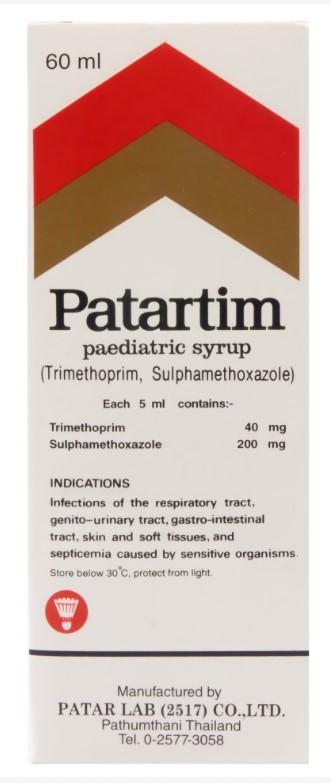 60 ml
Patartim
paediatric syrup
(Trimethoprim, Sulphamethoxazole)
Each 5 ml contains:-
Trimethoprim 40 mg
Sulphamethoxazole 200 mg
INDICATIONS
Infections of the respiratory tract,
genito-urinary tract, gastro-intestinal
tract, skin and soft tissues, and
septicemia caused by sensitive organisms.
Store below 30°C, protect from light.
Manufactured by
PATAR LAB (2517) CO.,LTD.
Pathumthani Thailand
Tel. 0-2577-3058